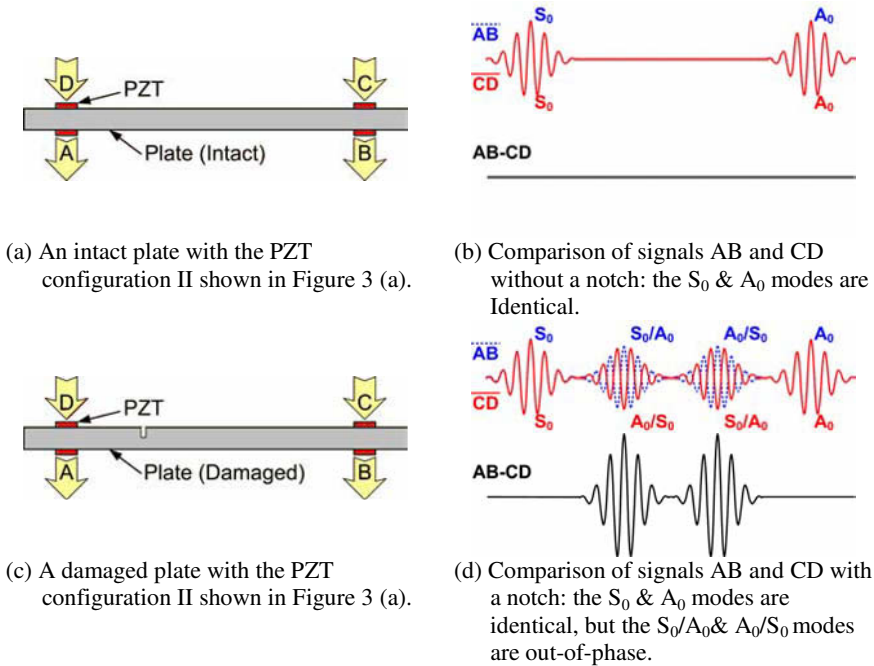 D
C
PZT
A
B
Plate (Intact)
S₀
A₀
AB
CD
S₀
A₀
AB-CD
(a) An intact plate with the PZT
configuration II shown in Figure 3 (a).
(b) Comparison of signals AB and CD
without a notch: the S₀ & A₀ modes are
Identical.
D
C
PZT
A
B
Plate (Damaged)
S₀
S₀/A₀
A₀/S₀
A₀
AB
CD
S₀
A₀/S₀
S₀/A₀
A₀
AB-CD
(c) A damaged plate with the PZT
configuration II shown in Figure 3 (a).
(d) Comparison of signals AB and CD with
a notch: the S₀ & A₀ modes are
identical, but the S₀/A₀& A₀/S₀ modes
are out-of-phase.